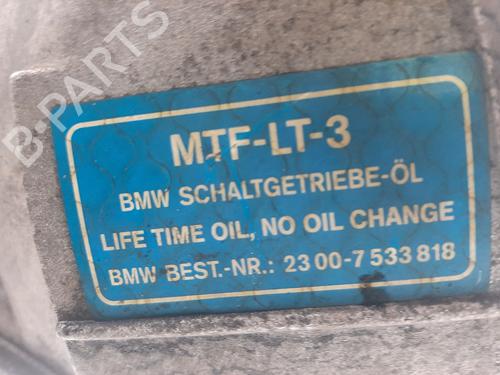 B-PARTS
MTF-LT-3
BMW SCHALTGETRIEBE-ÖL
LIFE TIME OIL, NO OIL CHANGE
BMW BEST.-NR.: 23 00-7 533 818